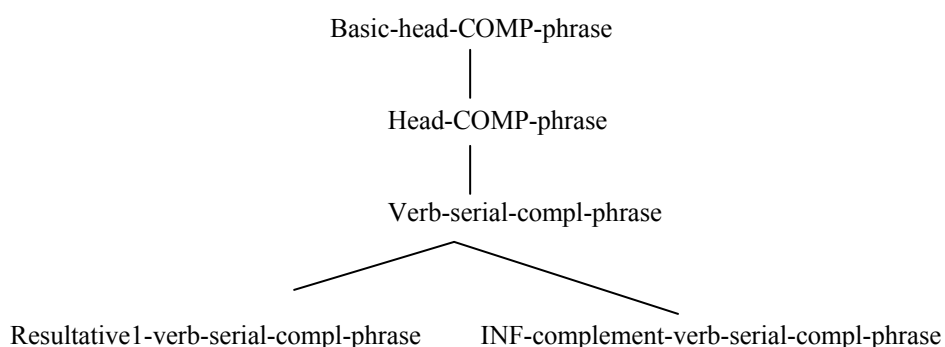 Basic-head-COMP-phrase
Head-COMP-phrase
Verb-serial-compl-phrase
Resultative1-verb-serial-compl-phrase INF-complement-verb-serial-compl-phrase